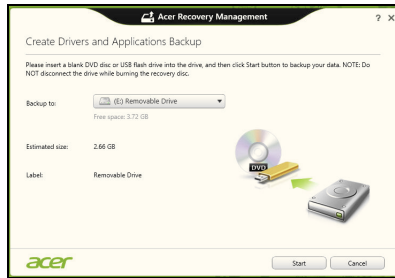 Acer Recovery Management
? X
Create Drivers and Applications Backup
Please insert a blank DVD disc or USB flash drive into the drive, and then click Start button to backup your data. NOTE: Do
NOT disconnect the drive while burning the recovery disc.
Backup to:
(E:) Removable Drive
Free space: 3.72 GB
Estimated size:
2.66 GB
Label:
Removable Drive
DVD
acer
Start
Cancel